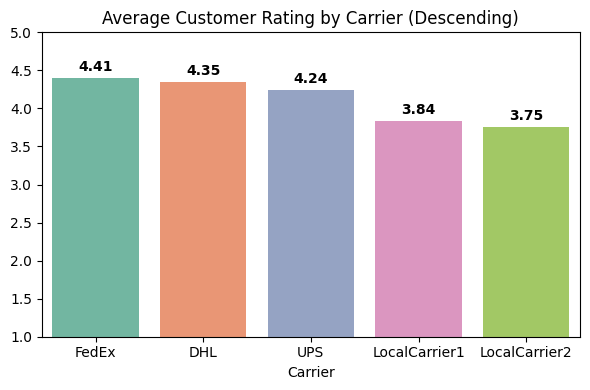 Average Customer Rating by Carrier (Descending)
5.0
4.5
4.0
3.5
3.0
2.5
2.0
1.5
1.0
4.41
4.35
4.24
3.84
3.75
FedEx
DHL
UPS
LocalCarrier1
LocalCarrier2
Carrier